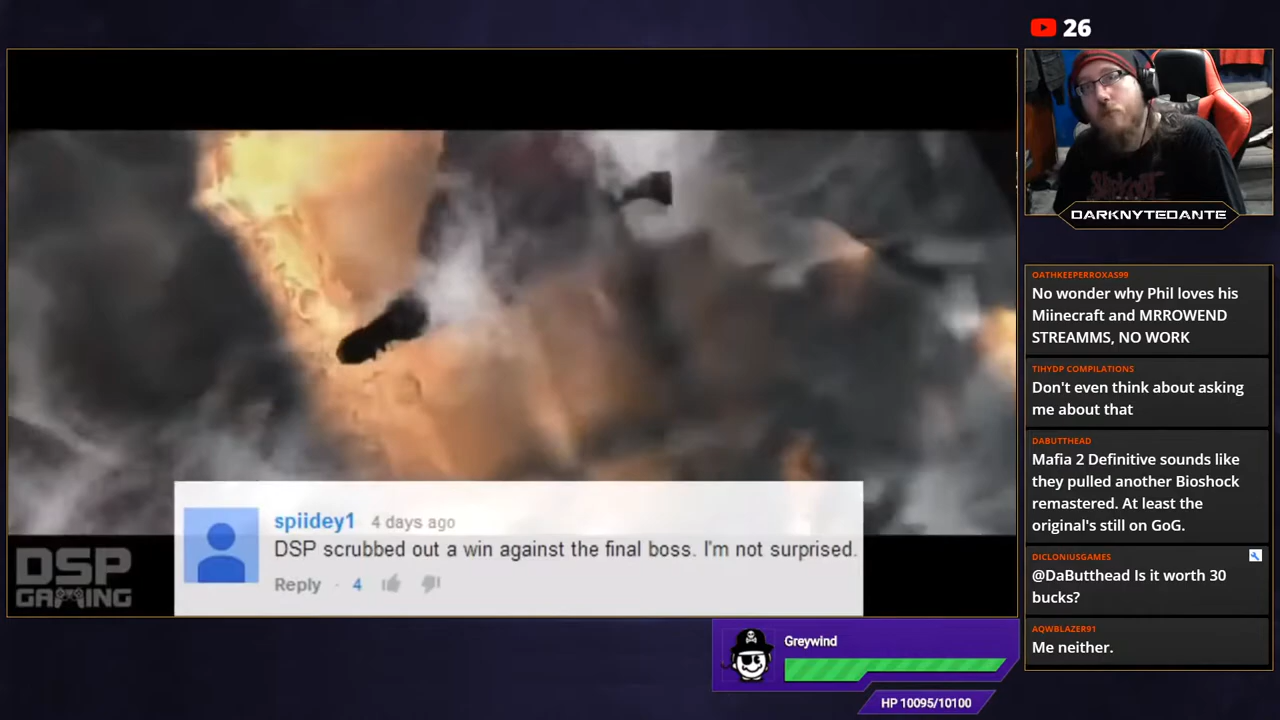 26
SLIPKNOT
DARKNYTEDANTE
OATHKEEPERROXAS99
No wonder why Phil loves his
Miinecraft and MRROWEND
STREAMMS, NO WORK
TIHYDP COMPILATIONS
Don't even think about asking
me about that
DABUTTHEAD
Mafia 2 Definitive sounds like
they pulled another Bioshock
remastered. At least the
original's still on GoG.
DICLONIUSGAMES
@DaButthead Is it worth 30
bucks?
AQWBLAZER91
Me neither.
spiidey1 4 days ago
DSP scrubbed out a win against the final boss. I'm not surprised.
Reply · 4
DSP
GAMING
Greywind
HP 10095/10100